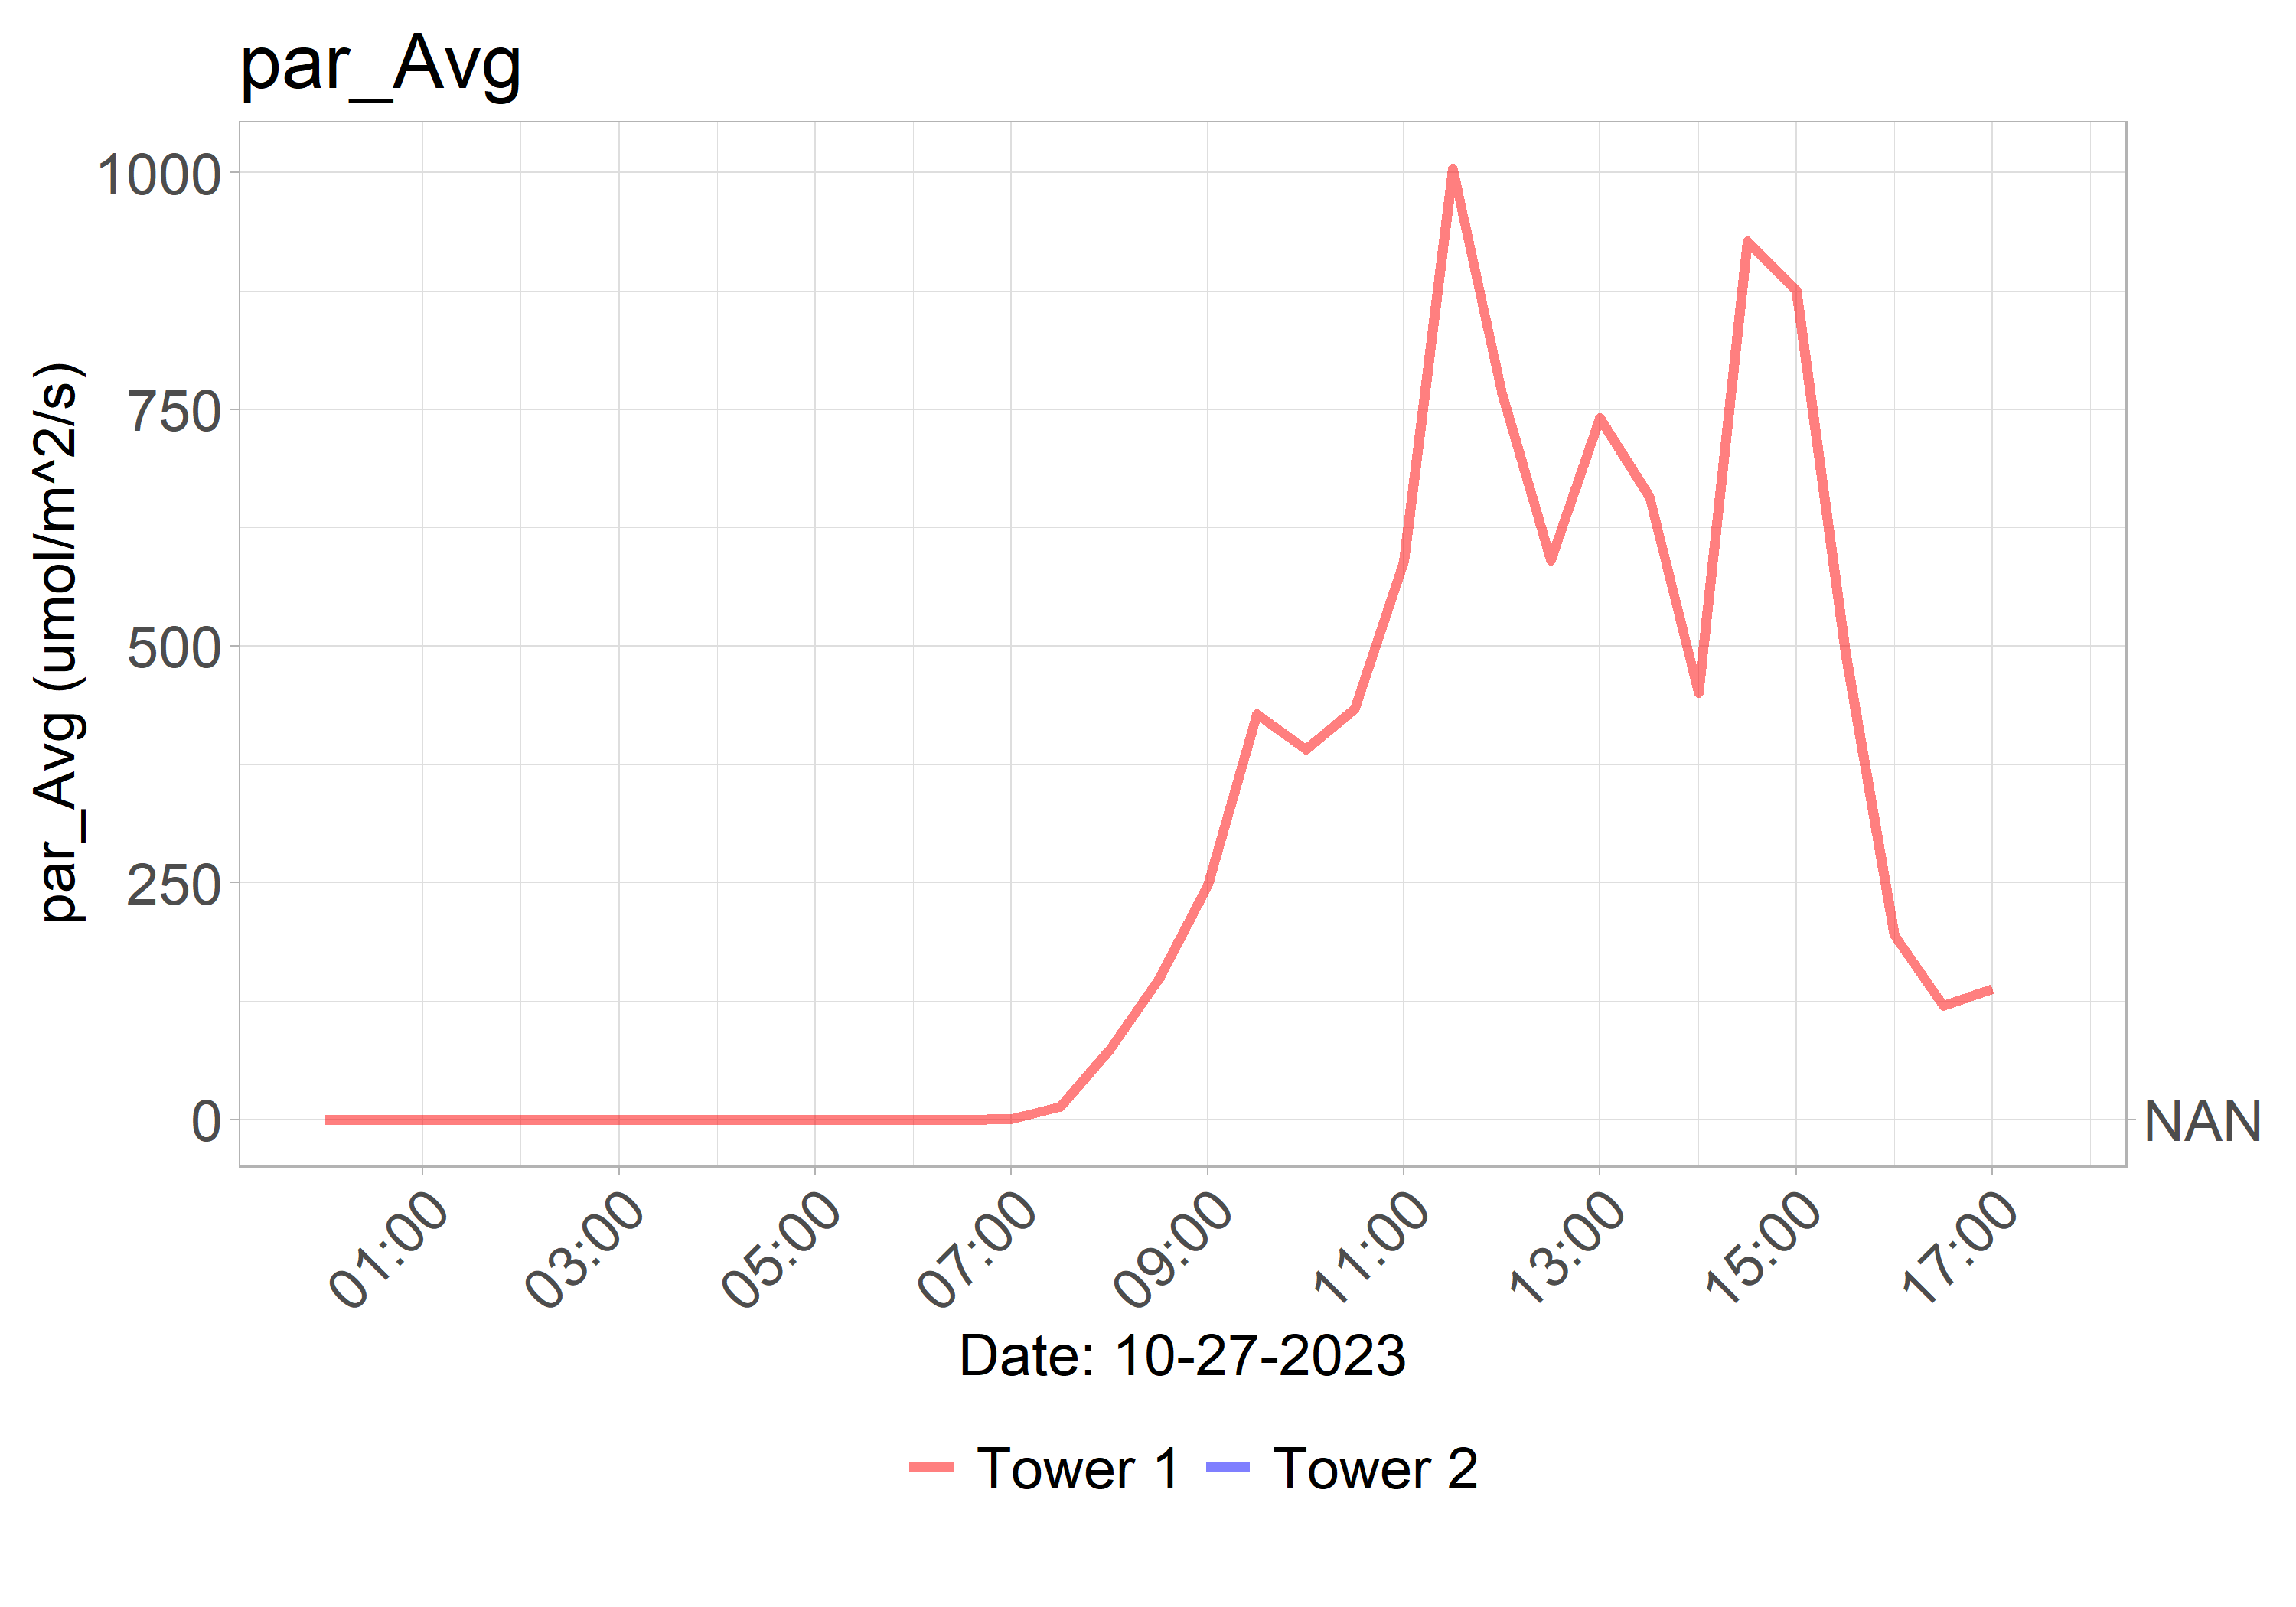 par_Avg
par_Avg (umol/m^2/s)
1000
750
500
250
0
NAN
01:00
03:00
05:00
07:00
09:00
11:00
13:00
15:00
17:00
Date: 10-27-2023
Tower 1 Tower 2